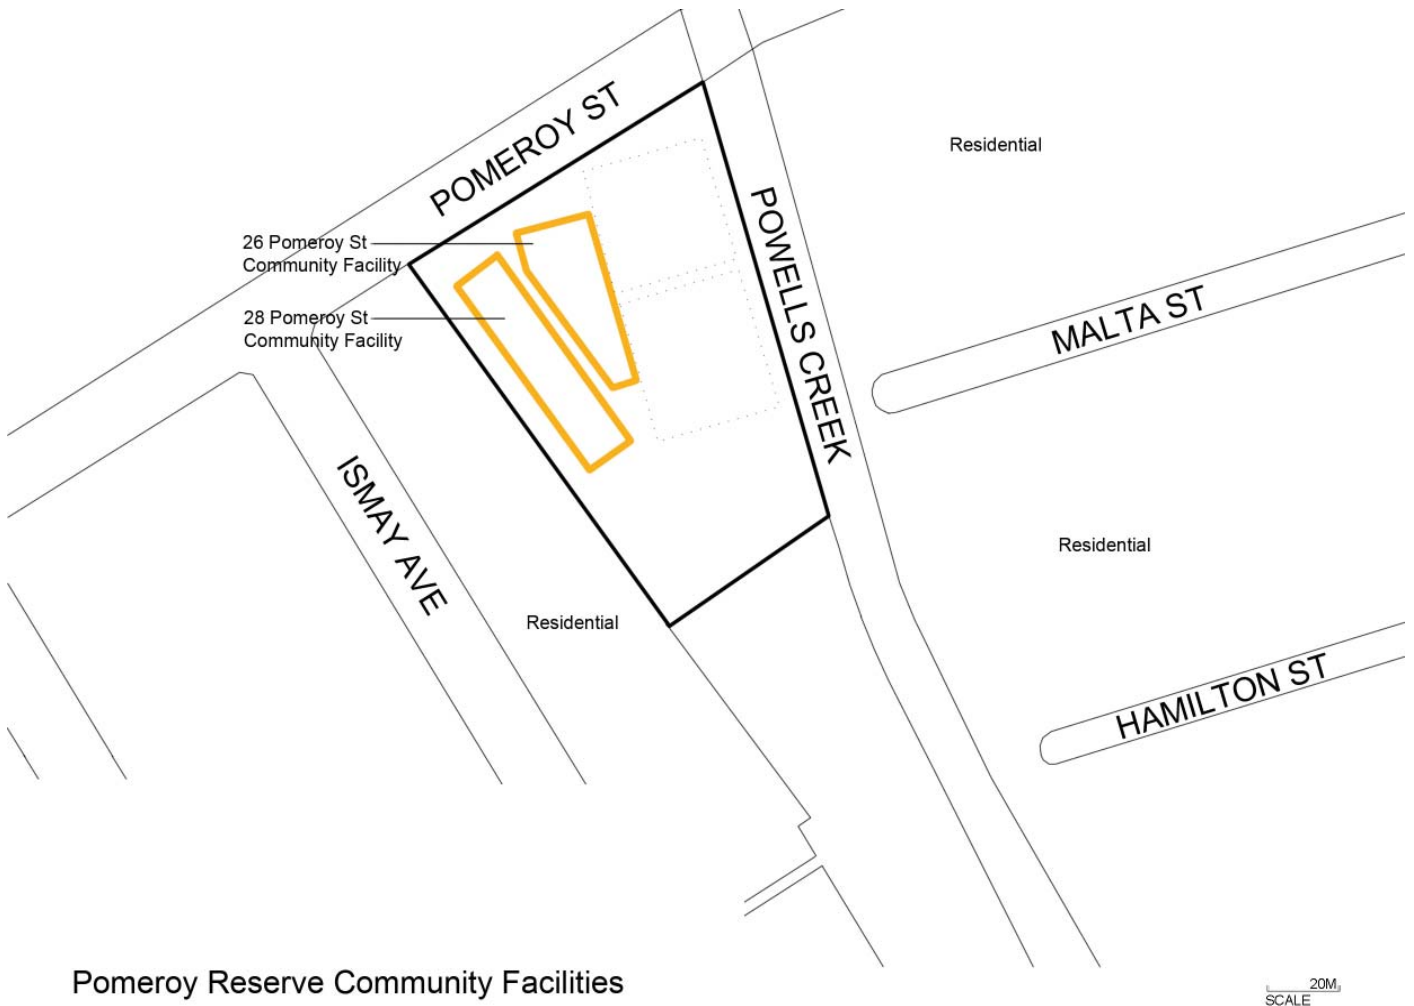 POMEROY ST
Residential
POWELLS CREEK
26 Pomeroy St
Community Facility
28 Pomeroy St
Community Facility
MALTA ST
ISMAY AVE
Residential
Residential
HAMILTON ST
Pomeroy Reserve Community Facilities
20M
SCALE